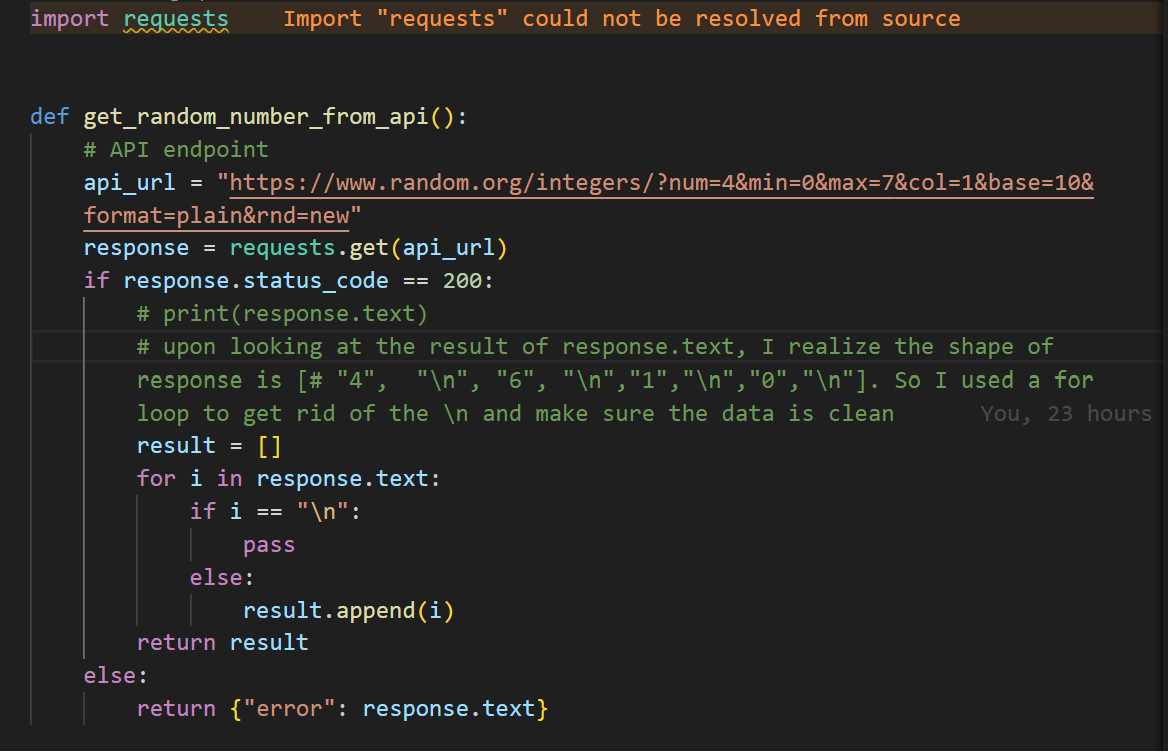 import requests    Import "requests" could not be resolved from source
def get_random_number_from_api():
    # API endpoint
    api_url = "https://www.random.org/integers/?num=4&min=0&max=7&col=1&base=10&
    format=plain&rnd=new"
    response = requests.get(api_url)
    if response.status_code == 200:
        # print(response.text)
        # upon looking at the result of response.text, I realize the shape of
        response is [# "4",  "\n", "6", "\n","1","\n","0","\n"]. So I used a for
        loop to get rid of the \n and make sure the data is clean    You, 23 hours
        result = []
        for i in response.text:
            if i == "\n":
                pass
            else:
                result.append(i)
        return result
    else:
        return {"error": response.text}